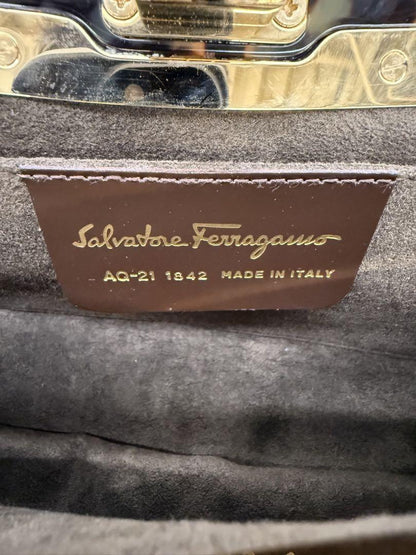 Salvatore Ferragamo
AQ-21 1842 MADE IN ITALY